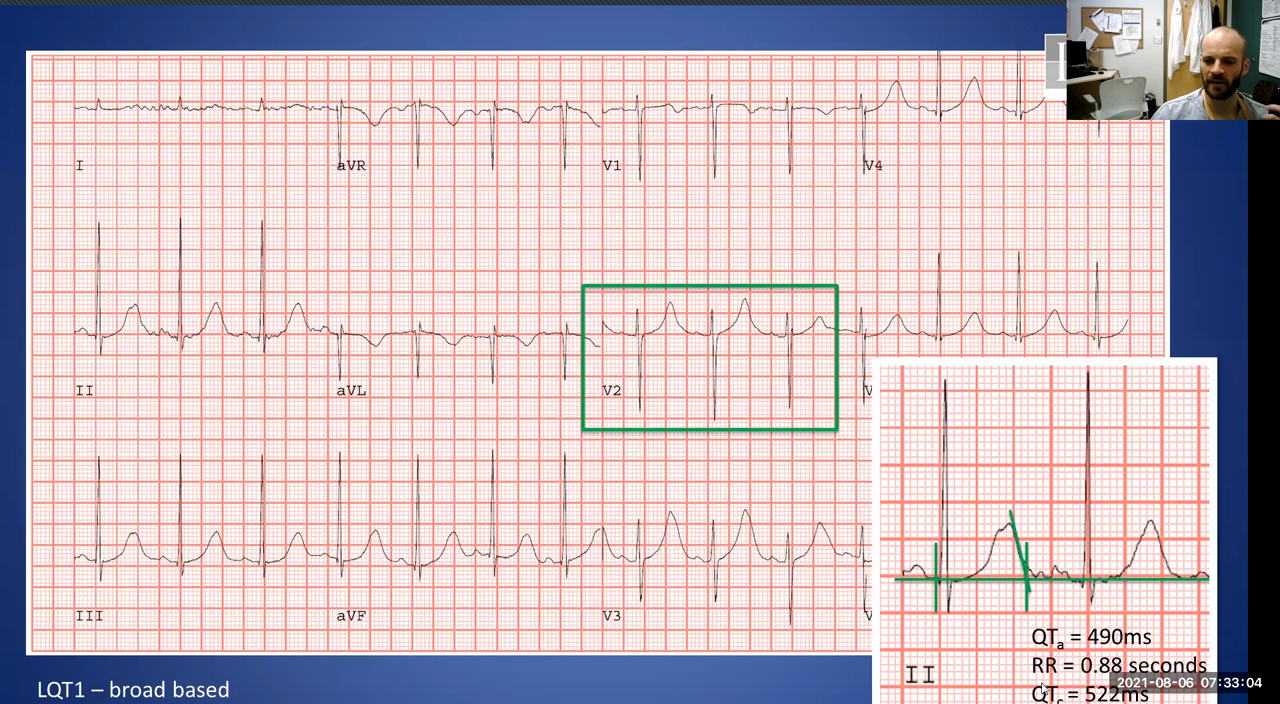 I
aVR
V1
V4
II
aVL
V2
V
III
aVF
V3
V
II
QTa = 490ms
RR = 0.88 seconds
QTc = 522ms
2021-08-06 07:33:04
LQT1 – broad based